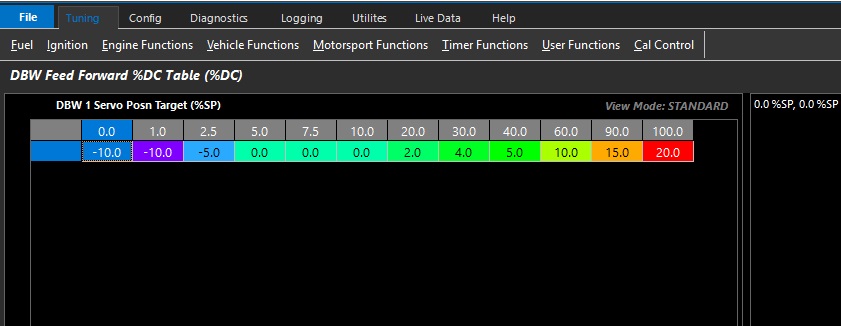 File Tuning Config Diagnostics Logging Utilites Live Data Help
Fuel Ignition Engine Functions Vehicle Functions Motorsport Functions Timer Functions User Functions Cal Control
DBW Feed Forward %DC Table (%DC)
DBW 1 Servo Posn Target (%SP) View Mode: STANDARD 0.0 %SP, 0.0 %SP
0.0 1.0 2.5 5.0 7.5 10.0 20.0 30.0 40.0 60.0 90.0 100.0
-10.0 -10.0 -5.0 0.0 0.0 0.0 2.0 4.0 5.0 10.0 15.0 20.0